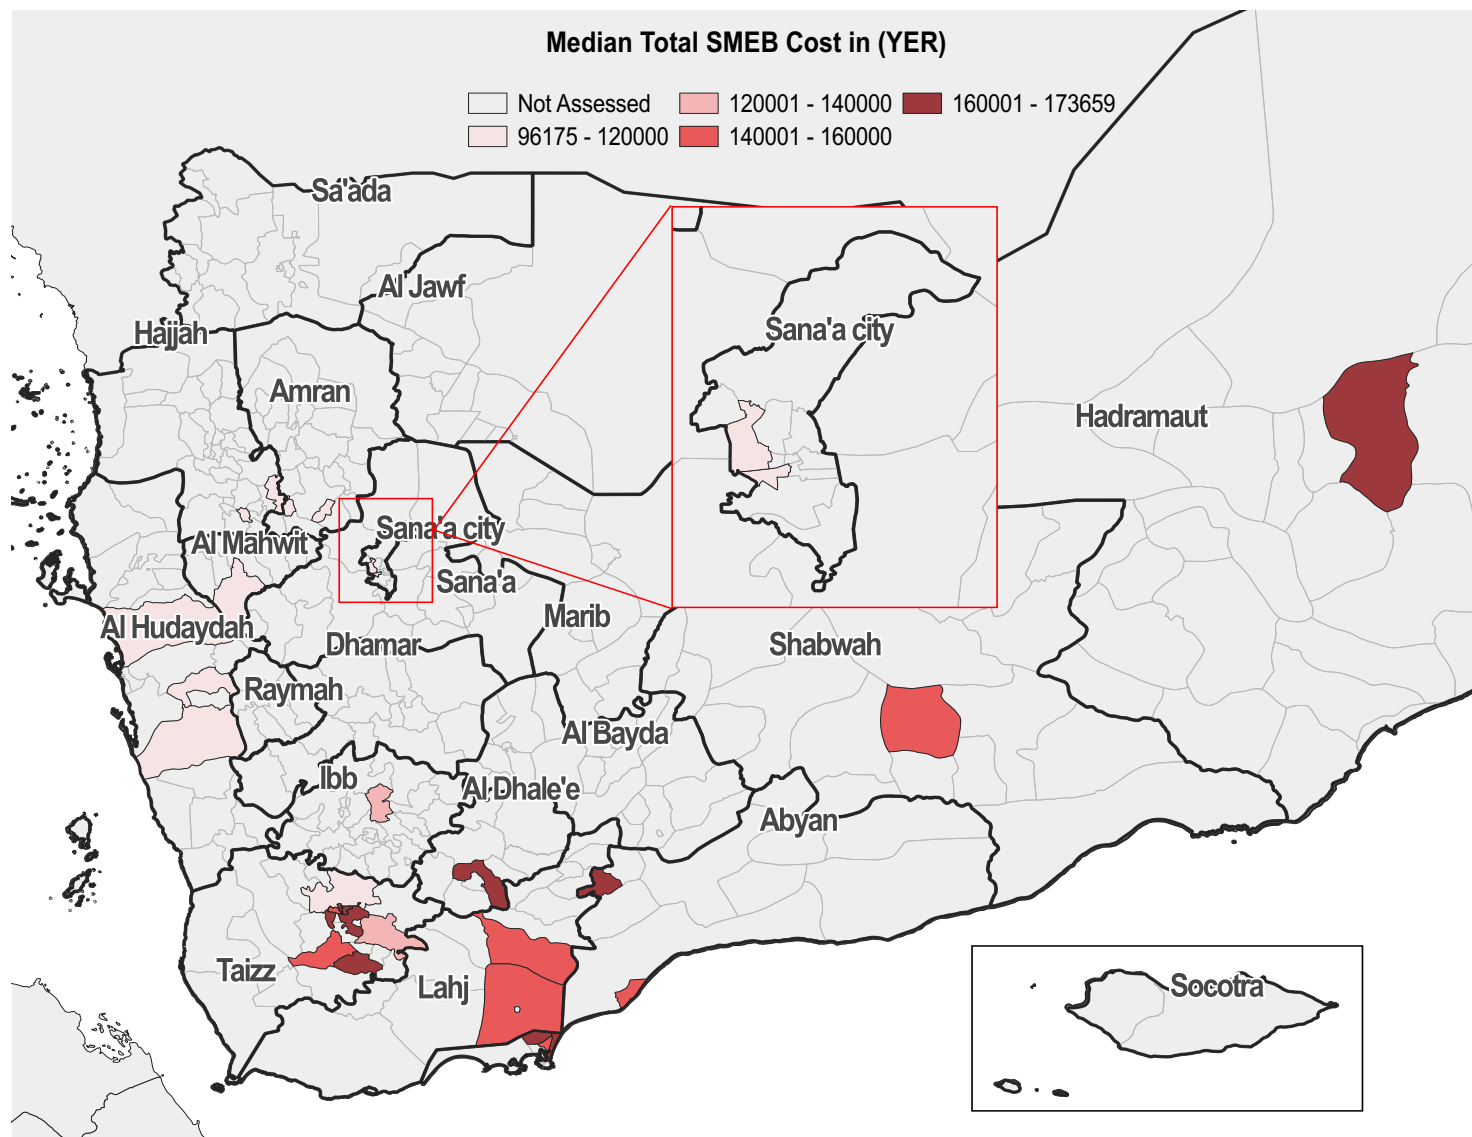 Median Total SMEB Cost in (YER)
Not Assessed
120001 - 140000
160001 - 173659
96175 - 120000
140001 - 160000
Sa'ada
Al Jawf
Hajjah
Sana'a city
Amran
Hadramaut
Sana'a city
Al Mahwit
Sana'a
Marib
Al Hudaydah
Dhamar
Shabwah
Raymah
Al Bayda
Ibb
Al Dhale'e
Abyan
Taizz
Lahj
Socotra